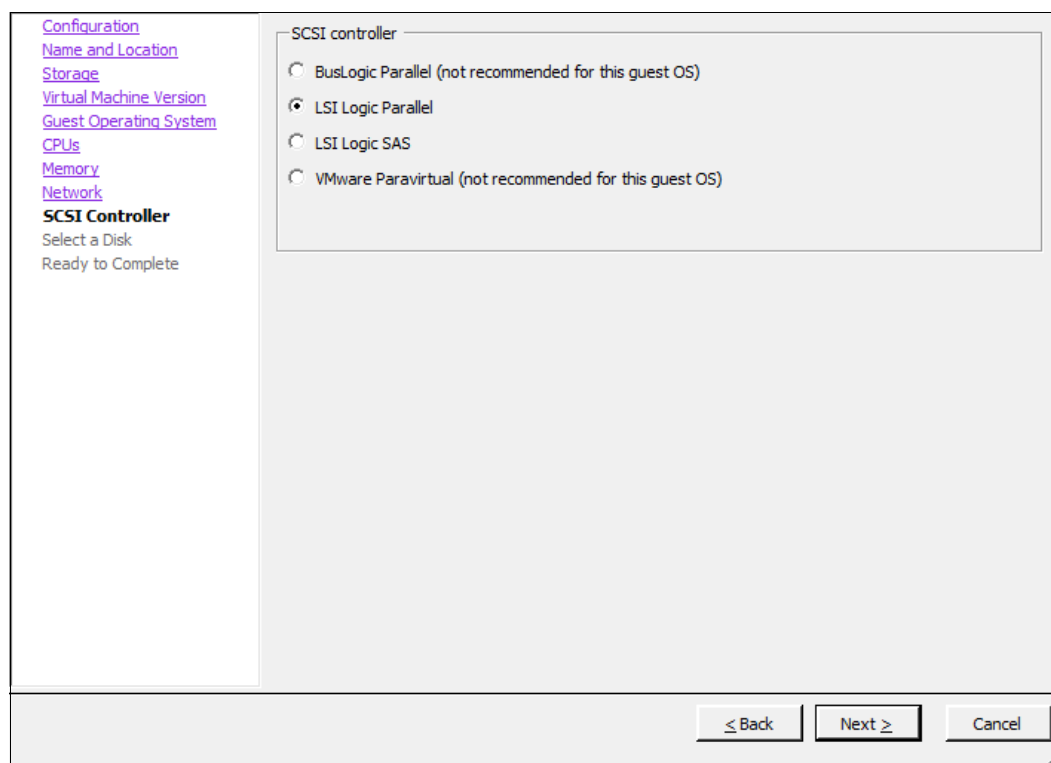 Configuration
Name and Location
Storage
Virtual Machine Version
Guest Operating System
CPUs
Memory
Network
SCSI Controller
Select a Disk
Ready to Complete
SCSI controller
BusLogic Parallel (not recommended for this guest OS)
LSI Logic Parallel
LSI Logic SAS
VMware Paravirtual (not recommended for this guest OS)
< Back
Next >
Cancel